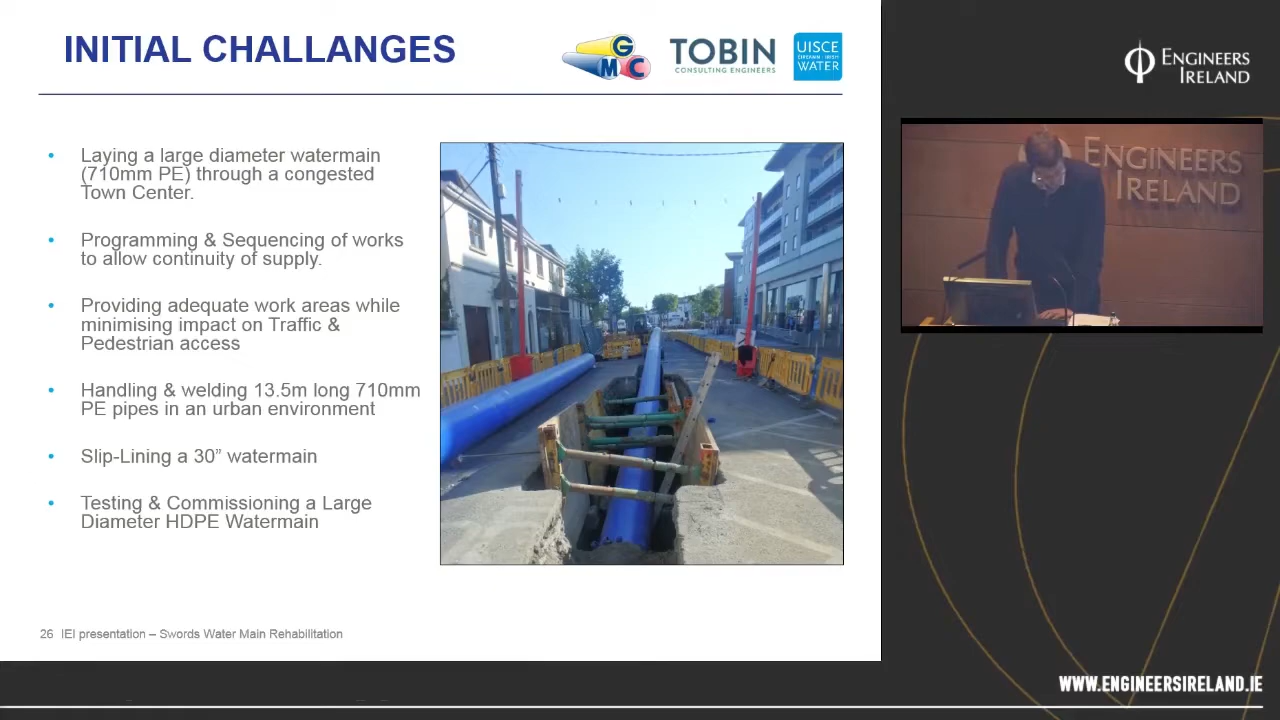 INITIAL CHALLANGES
GMC
TOBIN
CONSULTING ENGINEERS
UISCE
ÉIREANN : IRISH
WATER
ENGINEERS
IRELAND
• Laying a large diameter watermain
(710mm PE) through a congested
Town Center.
• Programming & Sequencing of works
to allow continuity of supply.
• Providing adequate work areas while
minimising impact on Traffic &
Pedestrian access
• Handling & welding 13.5m long 710mm
PE pipes in an urban environment
• Slip-Lining a 30” watermain
• Testing & Commissioning a Large
Diameter HDPE Watermain
ENGINEERS
IRELAND
26 IEI presentation – Swords Water Main Rehabilitation
WWW.ENGINEERSIRELAND.IE